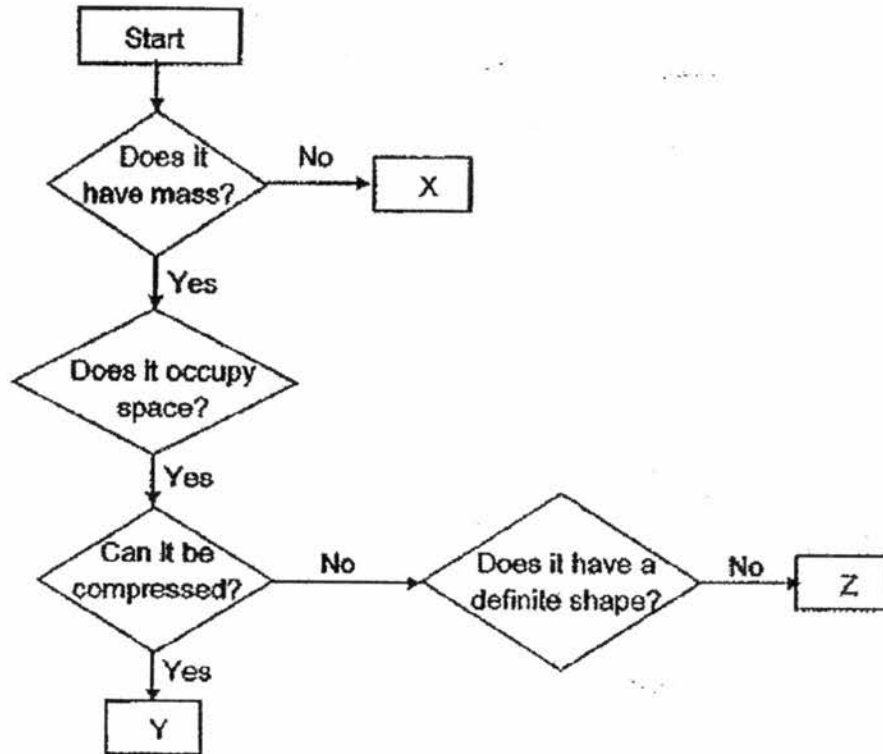 Start
Does it
have mass?
No
X
Yes
Does it occupy
space?
Yes
Can it be
compressed?
No
Does it have a
definite shape?
No
Z
Yes
Y